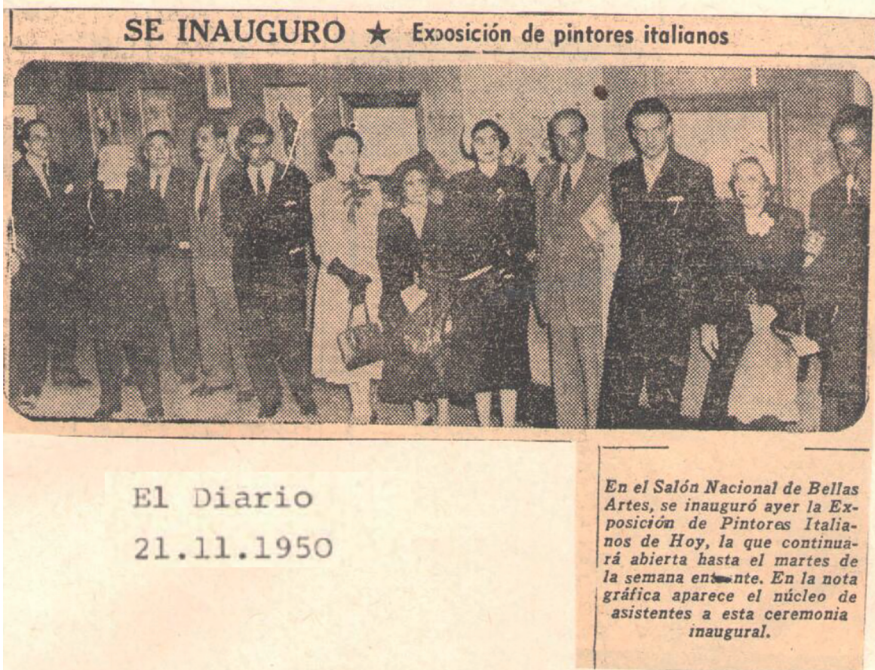 SE INAUGURO ★ Exposición de pintores italianos
El Diario
21.11.1950
En el Salón Nacional de Bellas
Artes, se inauguró ayer la Ex-
posición de Pintores Italia-
nos de Hoy, la que continua-
rá abierta hasta el martes de
la semana entrante. En la nota
gráfica aparece el núcleo de
asistentes a esta ceremonia
inaugural.